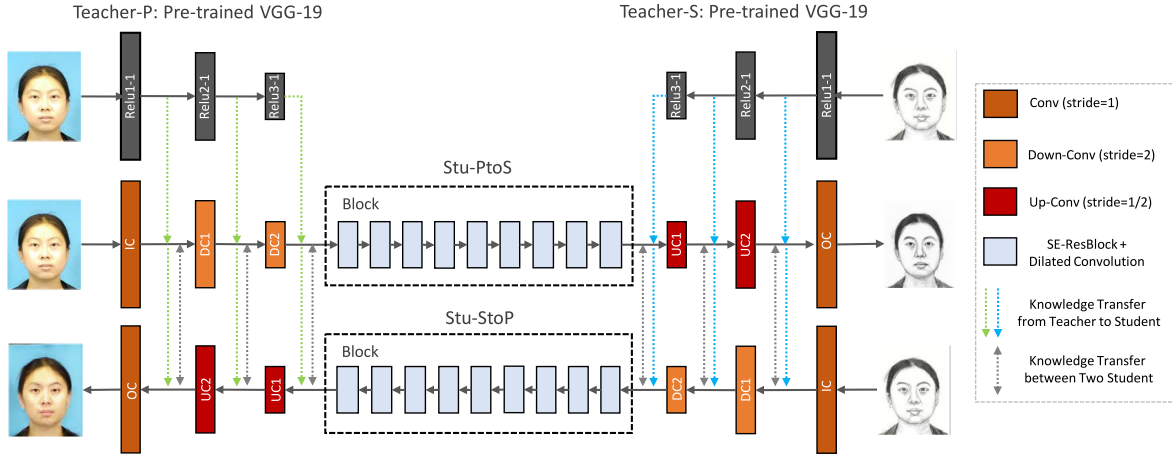 Teacher-P: Pre-trained VGG-19
Teacher-S: Pre-trained VGG-19
Relu1-1
Relu2-1
Relu3-1
Relu3-1
Relu2-1
Relu1-1
Conv (stride=1)
Down-Conv (stride=2)
Up-Conv (stride=1/2)
SE-ResBlock +
Dilated Convolution
Knowledge Transfer
from Teacher to Student
Knowledge Transfer
between Two Student
Stu-PtoS
Block
IC
DC1
DC2
UC1
UC2
OC
Stu-StoP
Block
OC
UC2
UC1
DC2
DC1
IC